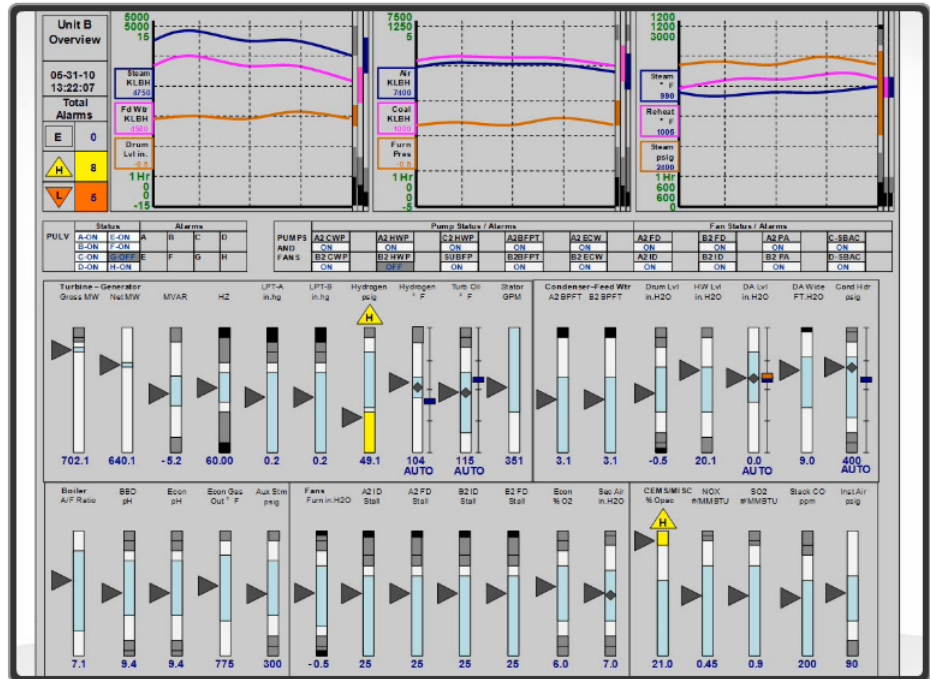 Unit B
Overview
05-31-10
13:22:07
Total
Alarms
E 0
H 8
L 5
5000
5000
15
Steam
KLBH
4750
Fd Wtr
KLBH
4580
Drum
Lvl in.
-0.5
1 Hr
0
0
-15
7500
1250
5
Air
KLBH
7400
Coal
KLBH
1000
Furn
Pres
-0.5
1 Hr
0
0
-5
1200
1200
3000
Steam
° F
990
Reheat
° F
1005
Steam
psig
2400
1 Hr
600
600
0
PULV
Status Alarms
A-ON E-ON A B C D
B-ON F-ON
C-ON G-OFF E F G H
D-ON H-ON
PUMPS
AND
FANS
Pump Status / Alarms
A2 CWP A2 HWP C2 HWP A2BFPT A2 ECW
ON ON ON ON ON
B2 CWP B2 HWP SUBFP B2BFPT B2 ECW
ON OFF ON ON ON
Fan Status / Alarms
A2 FD B2 FD A2 PA C-SBAC
ON ON ON ON
A2 ID B2 ID B2 PA D-SBAC
ON ON ON ON
Turbine - Generator
Gross MW Net MW MVAR HZ LPT-A in.hg LPT-B in.hg Hydrogen psig Hydrogen ° F Turb Oil ° F Stator GPM
H
702.1 640.1 -5.2 60.00 0.2 0.2 49.1 104 115 351
AUTO AUTO
Condenser-Feed Wtr
A2 BPFT B2 BPFT Drum Lvl in.H2O HW Lvl in.H2O DA Lvl in.H2O DA Wide FT.H2O Cond Hdr psig
3.1 3.1 -0.5 20.1 0.0 9.0 400
AUTO AUTO
Boiler
A/F Ratio BBD pH Econ pH Econ Gas Out ° F Aux Stm psig
7.1 9.4 9.4 775 300
Fans
Furn in.H2O A2 ID Stall A2 FD Stall B2 ID Stall B2 FD Stall Econ % O2 Sec Air in.H2O
-0.5 25 25 25 25 6.0 7.0
CEMS/MISC
% Opac NOX #/MMBTU SO2 #/MMBTU Stack CO ppm Inst Air psig
H
21.0 0.45 0.9 200 90